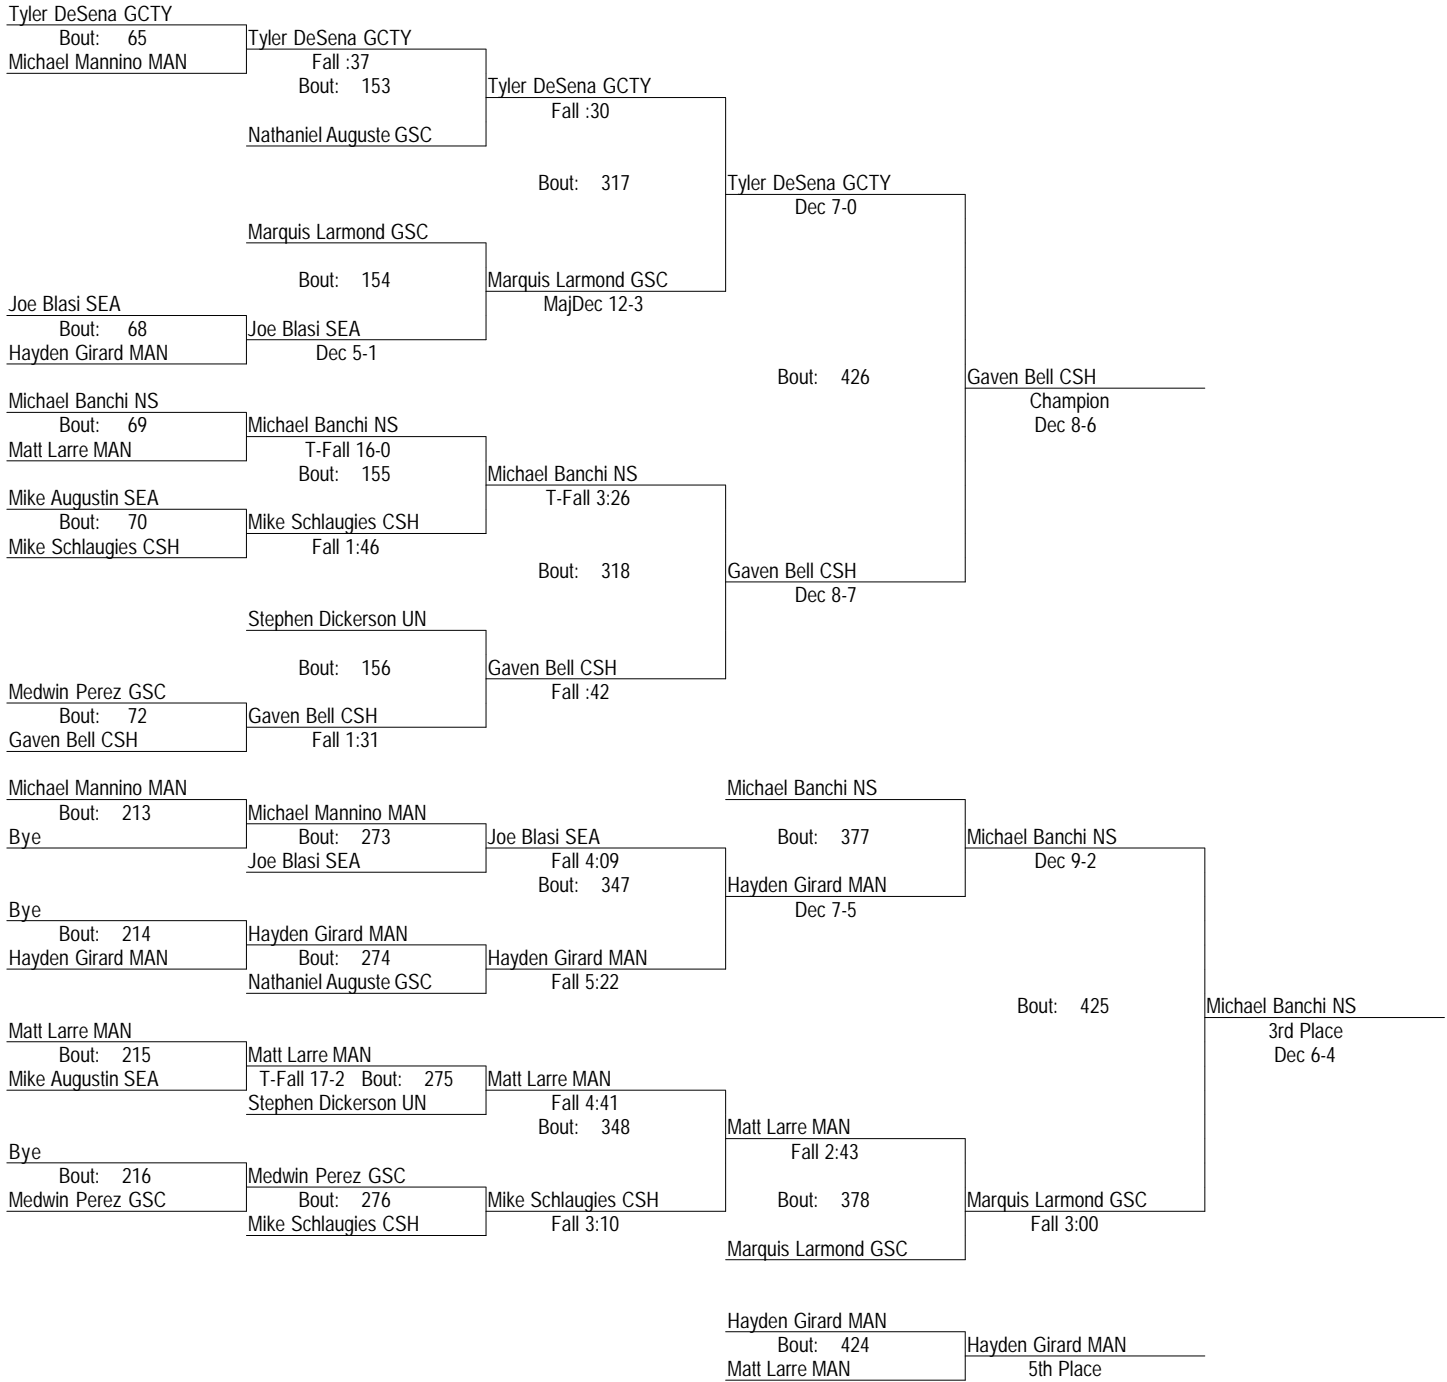 Tyler DeSena GCTY
Bout: 65
Michael Mannino MAN
Tyler DeSena GCTY
Fall :37
Bout: 153
Nathaniel Auguste GSC
Tyler DeSena GCTY
Fall :30
Bout: 317
Marquis Larmond GSC
Bout: 154
Joe Blasi SEA
Bout: 68
Hayden Girard MAN
Joe Blasi SEA
Dec 5-1
Marquis Larmond GSC
MajDec 12-3
Tyler DeSena GCTY
Dec 7-0
Bout: 426
Gaven Bell CSH
Champion
Dec 8-6
Michael Banchi NS
Bout: 69
Matt Larre MAN
Michael Banchi NS
T-Fall 16-0
Bout: 155
Mike Augustin SEA
Bout: 70
Mike Schlaugies CSH
Mike Schlaugies CSH
Fall 1:46
Michael Banchi NS
T-Fall 3:26
Bout: 318
Gaven Bell CSH
Dec 8-7
Stephen Dickerson UN
Bout: 156
Medwin Perez GSC
Bout: 72
Gaven Bell CSH
Gaven Bell CSH
Fall 1:31
Gaven Bell CSH
Fall :42
Michael Mannino MAN
Bout: 213
Bye
Michael Mannino MAN
Bout: 273
Joe Blasi SEA
Joe Blasi SEA
Fall 4:09
Bout: 347
Bye
Bout: 214
Hayden Girard MAN
Hayden Girard MAN
Bout: 274
Nathaniel Auguste GSC
Hayden Girard MAN
Fall 5:22
Michael Banchi NS
Bout: 377
Hayden Girard MAN
Dec 7-5
Michael Banchi NS
Dec 9-2
Bout: 425
Michael Banchi NS
3rd Place
Dec 6-4
Matt Larre MAN
Bout: 215
Mike Augustin SEA
Matt Larre MAN
T-Fall 17-2 Bout: 275
Stephen Dickerson UN
Matt Larre MAN
Fall 4:41
Bout: 348
Bye
Bout: 216
Medwin Perez GSC
Medwin Perez GSC
Bout: 276
Mike Schlaugies CSH
Mike Schlaugies CSH
Fall 3:10
Matt Larre MAN
Fall 2:43
Bout: 378
Marquis Larmond GSC
Marquis Larmond GSC
Fall 3:00
Hayden Girard MAN
Bout: 424
Matt Larre MAN
Hayden Girard MAN
5th Place